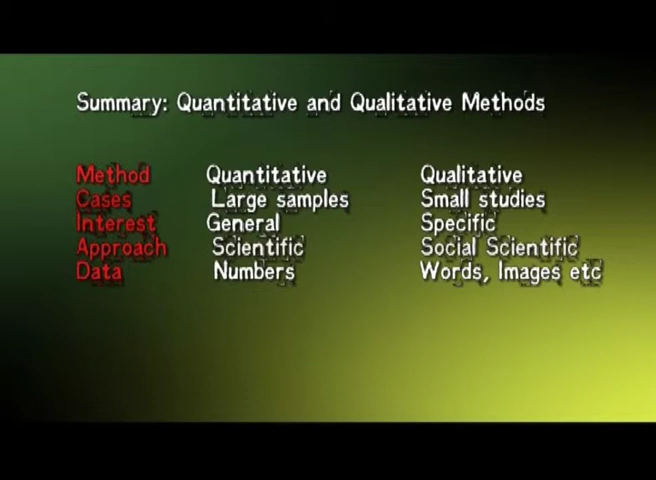 Summary: Quantitative and Qualitative Methods
Method Quantitative Qualitative
Cases Large samples Small studies
Interest General Specific
Approach Scientific Social Scientific
Data Numbers Words, Images etc